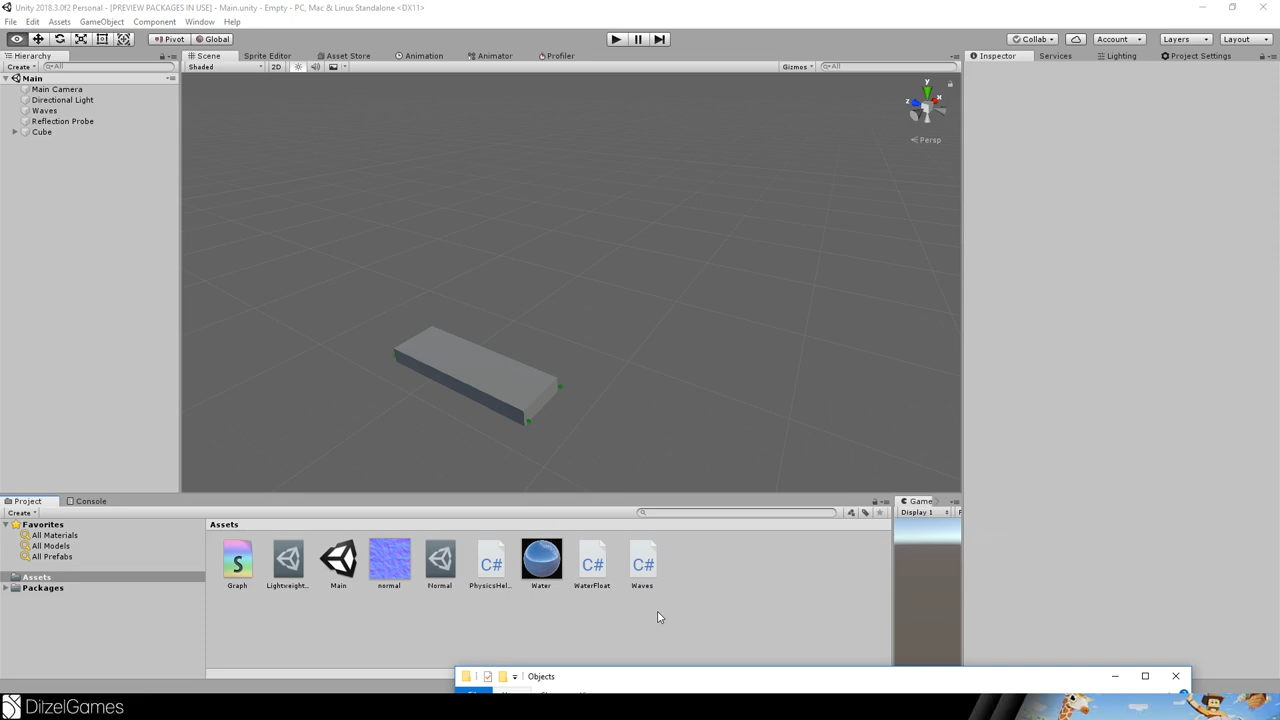 Unity 2018.3.0f2 Personal - [PREVIEW PACKAGES IN USE] - Main.unity - Empty - PC, Mac & Linux Standalone <DX11>
File Edit Assets GameObject Component Window Help
Pivot Global Collab Account Layers Layout
Hierarchy Scene Sprite Editor Asset Store Animation Animator Profiler Inspector Services Lighting Project Settings
Create All Shaded 2D Gizmos All
Main
Main Camera
Directional Light
Waves
Reflection Probe
Cube
y
z x
Persp
Project Console Game
Create Display 1
Favorites Assets
All Materials
All Models
All Prefabs
Assets
Packages
S C# C# C#
Graph Lightweight... Main normal Normal PhysicsHel... Water WaterFloat Waves
Objects
DitzelGames